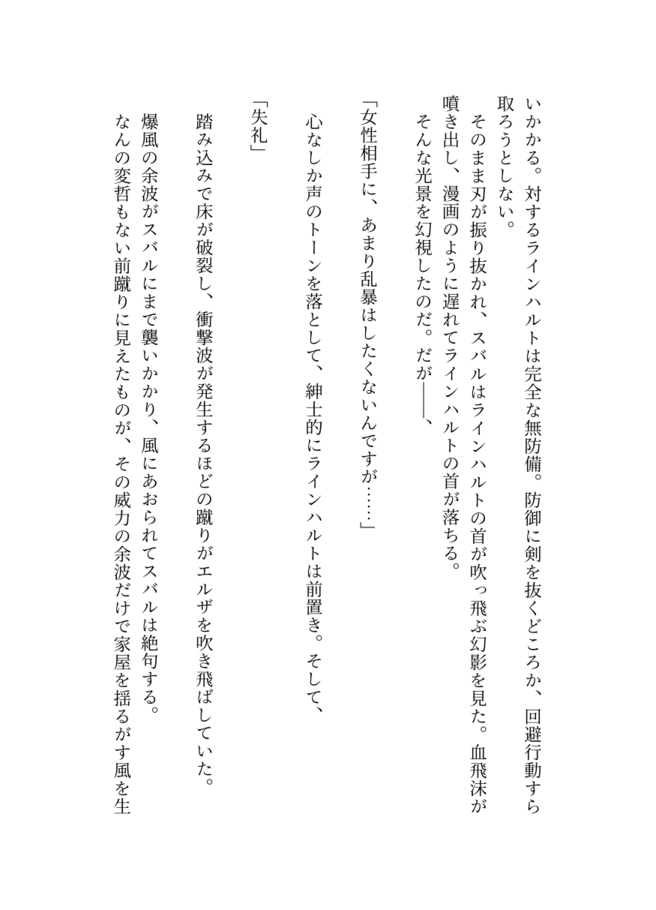 いかかる。対するラインハルトは完全な無防備。防御に剣を抜くどころか、回避行動すら
取ろうとしない。
そのまま刃が振り抜かれ、スバルはラインハルトの首が吹っ飛ぶ幻影を見た。血飛沫が
噴き出し、漫画のように遅れてラインハルトの首が落ちる。
そんな光景を幻視したのだ。だが――、
「女性相手に、あまり乱暴はしたくないんですが……」
心なしか声のトーンを落として、紳士的にラインハルトは前置き。そして、
「失礼」
踏み込みで床が破裂し、衝撃波が発生するほどの蹴りがエルザを吹き飛ばしていた。
爆風の余波がスバルにまで襲いかかり、風にあおられてスバルは絶句する。
なんの変哲もない前蹴りに見えたものが、その威力の余波だけで家屋を揺るがす風を生